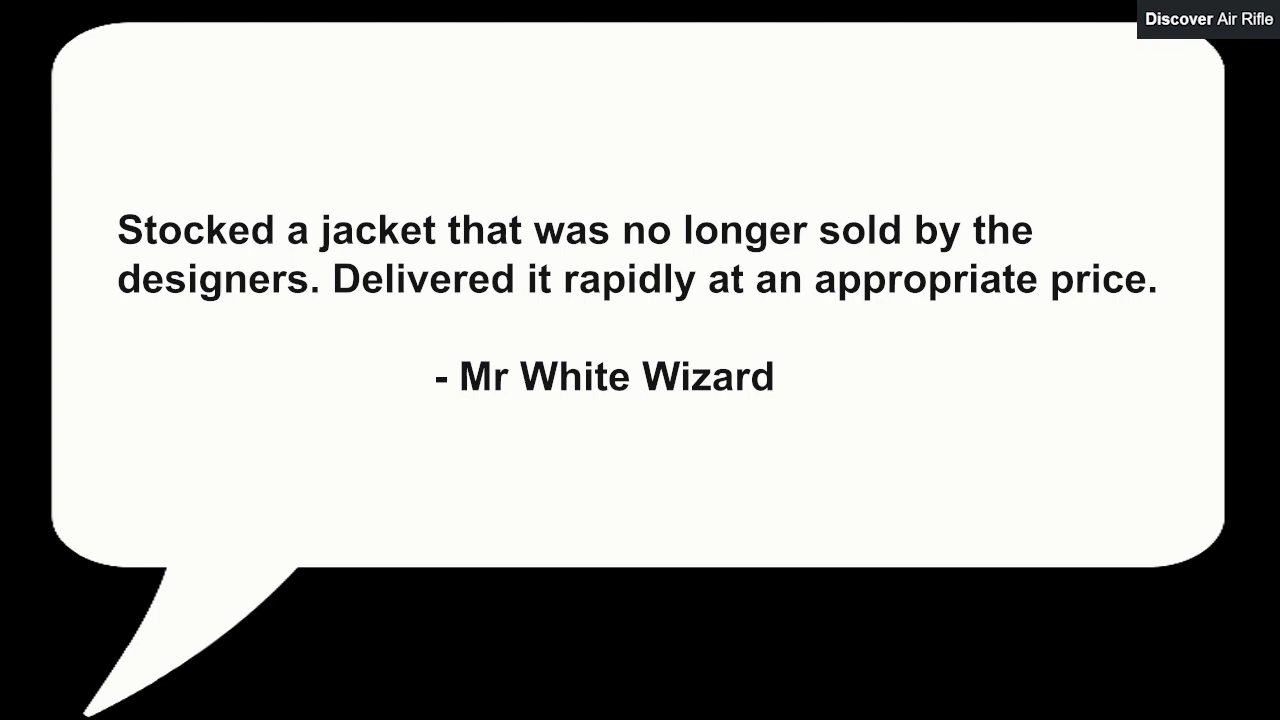 Discover Air Rifle
Stocked a jacket that was no longer sold by the
designers. Delivered it rapidly at an appropriate price.
- Mr White Wizard